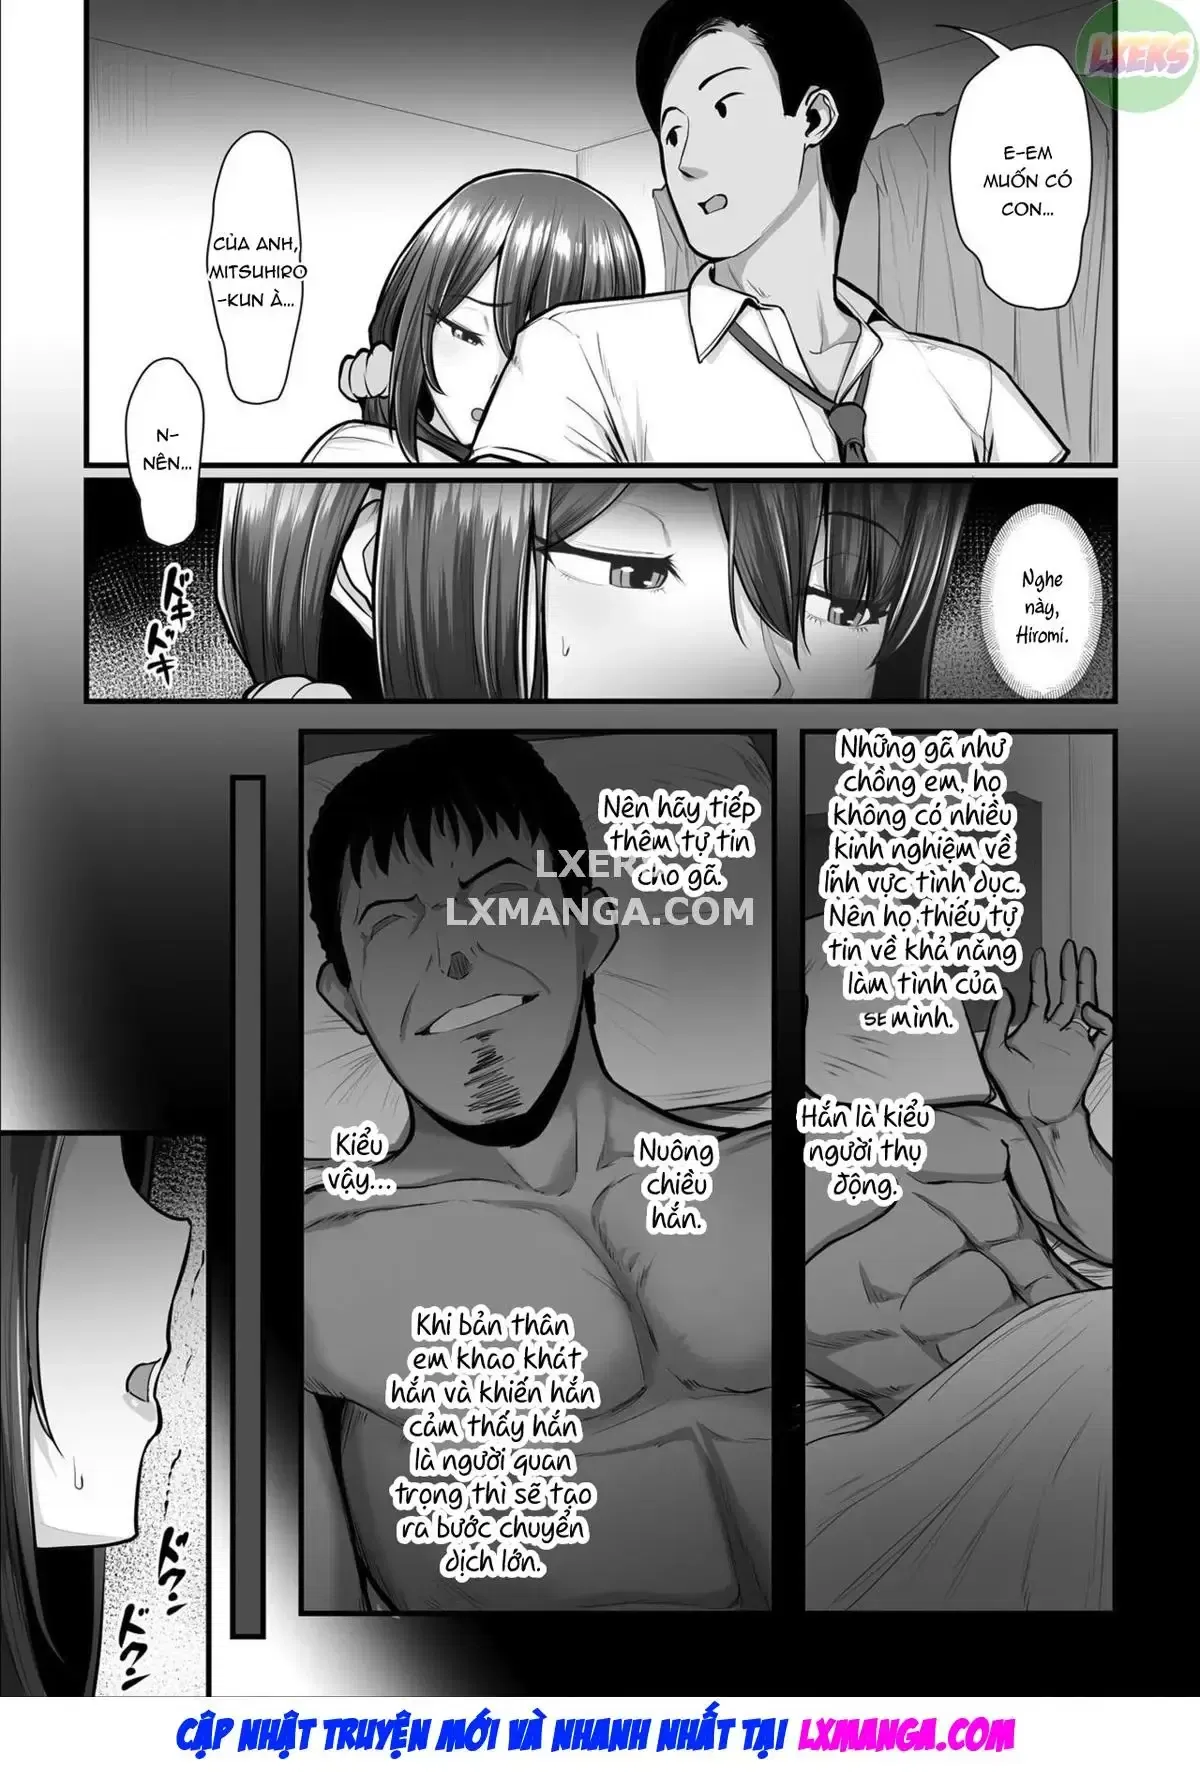 LXERS
E-EM
MUỐN CÓ
CON...
CỦA ANH,
MITSUHIRO
-KUN À...
N-
NÊN...
Nghe
này,
Hiromi.
ドキ
ドキ
Những gã như
chồng em, họ
không có nhiều
kinh nghiệm về
lĩnh vực tình dục.
Nên họ thiếu tự
tin về khả năng
làm tình của
SE mình.
Nên hãy tiếp
thêm tự tin
cho gã.
LXERS
LXMANGA.COM
Hắn là kiểu
người thụ
động.
Nuông
chiều
hắn.
Kiểu
vậy...
Khi bản thân
em khao khát
hắn và khiến hắn
cảm thấy hắn
là người quan
trọng thì sẽ tạo
ra bước chuyển
dịch lớn.
ドクン
ドクン
CẬP NHẬT TRUYỆN MỚI VÀ NHANH NHẤT TẠI LXMANGA.COM